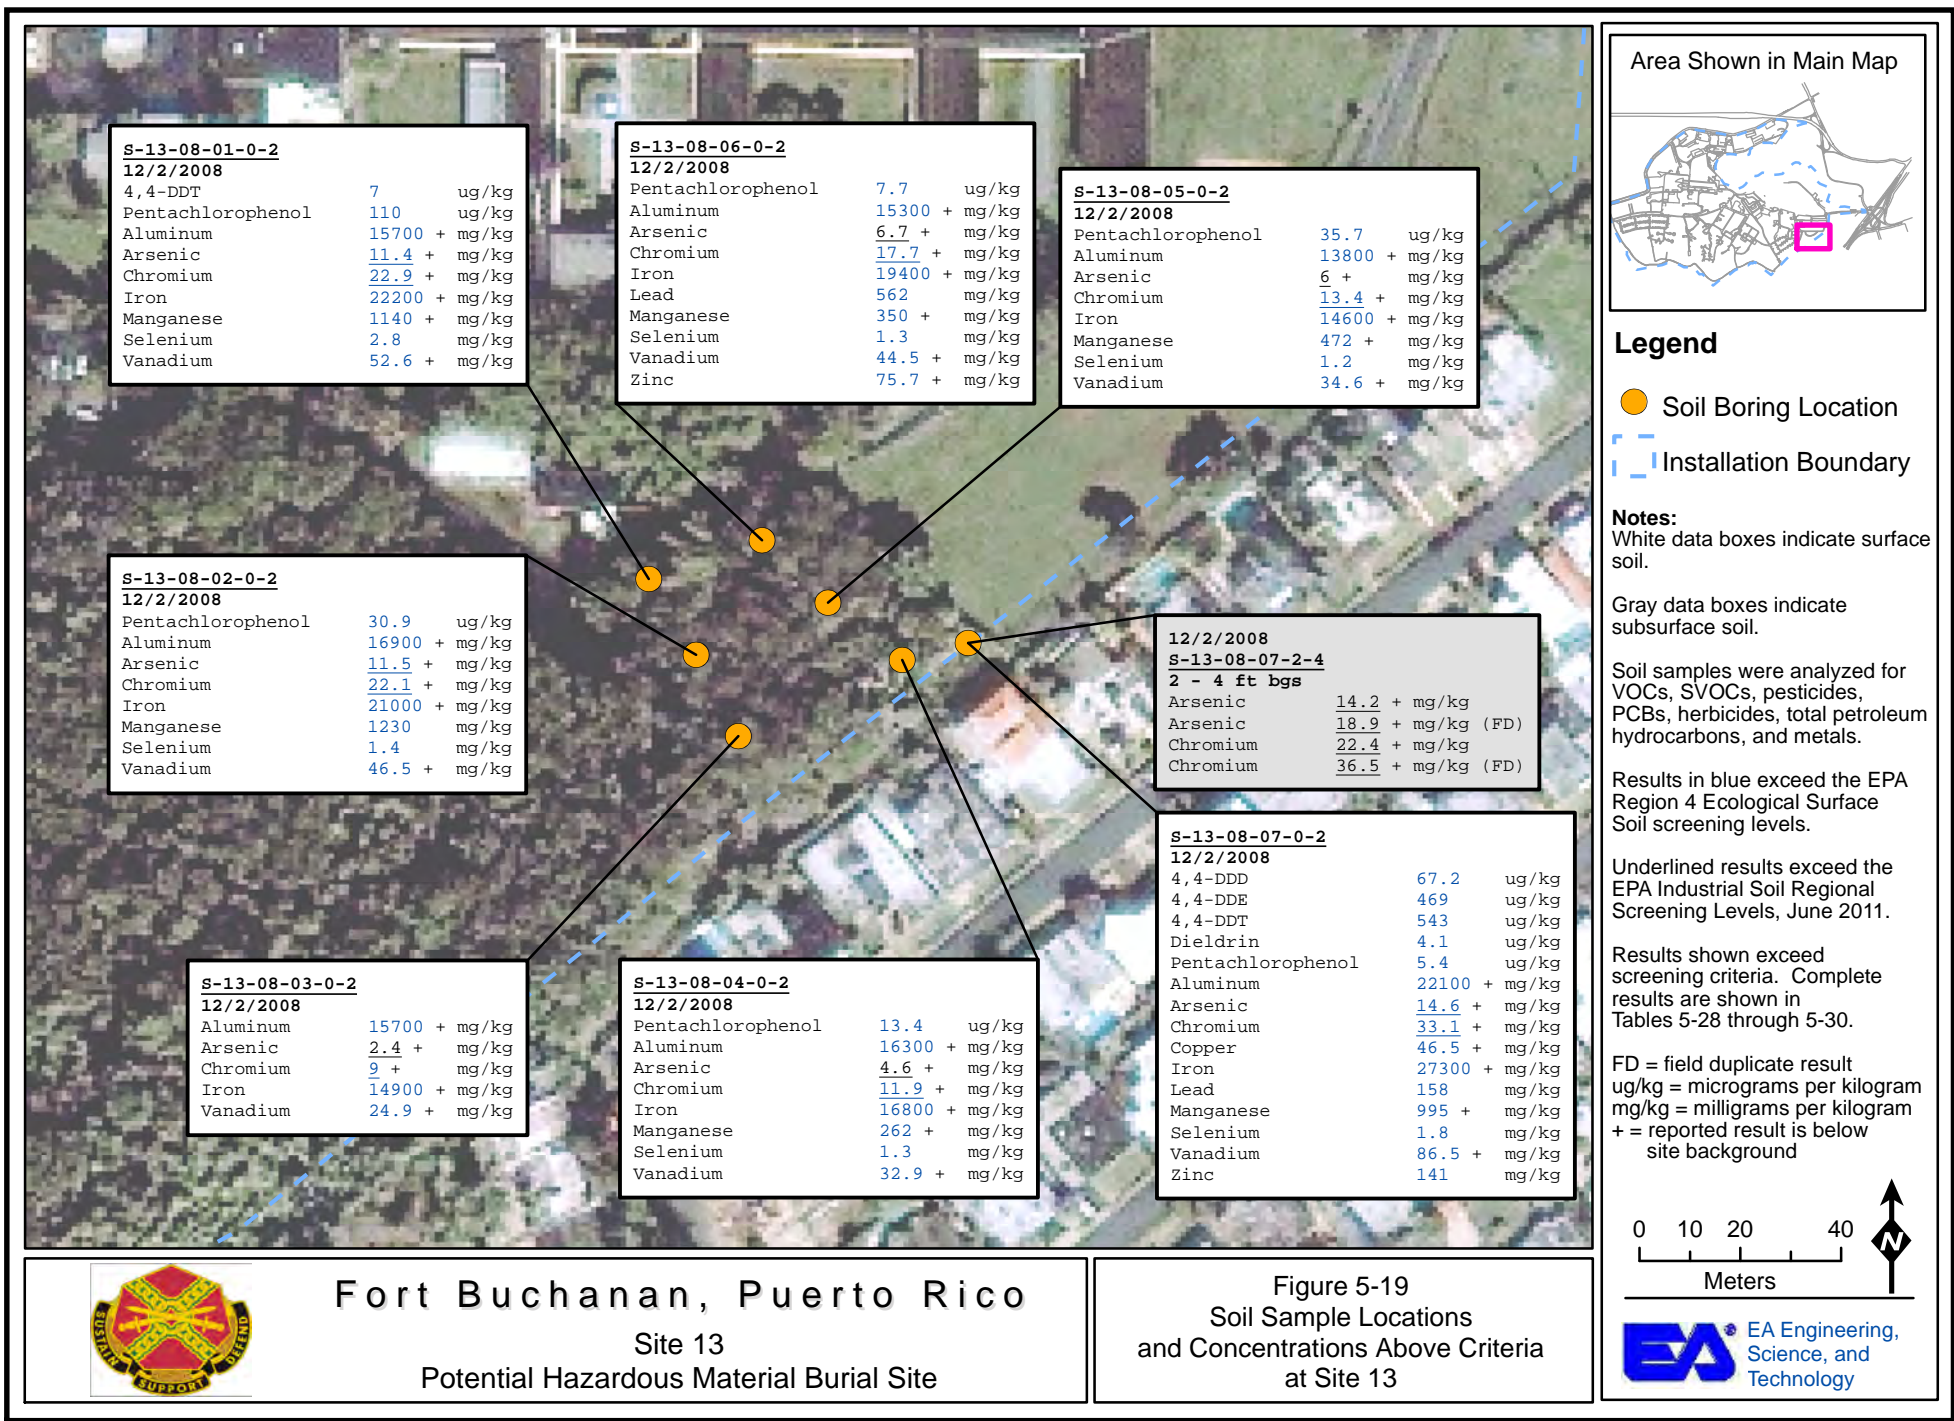 S-13-08-01-0-2
12/2/2008
4,4-DDT 7 ug/kg
Pentachlorophenol 110 ug/kg
Aluminum 15700 + mg/kg
Arsenic 11.4 + mg/kg
Chromium 22.9 + mg/kg
Iron 22200 + mg/kg
Manganese 1140 + mg/kg
Selenium 2.8 mg/kg
Vanadium 52.6 + mg/kg
S-13-08-06-0-2
12/2/2008
Pentachlorophenol 7.7 ug/kg
Aluminum 15300 + mg/kg
Arsenic 6.7 + mg/kg
Chromium 17.7 + mg/kg
Iron 19400 + mg/kg
Lead 562 mg/kg
Manganese 350 + mg/kg
Selenium 1.3 mg/kg
Vanadium 44.5 + mg/kg
Zinc 75.7 + mg/kg
S-13-08-05-0-2
12/2/2008
Pentachlorophenol 35.7 ug/kg
Aluminum 13800 + mg/kg
Arsenic 6 + mg/kg
Chromium 13.4 + mg/kg
Iron 14600 + mg/kg
Manganese 472 + mg/kg
Selenium 1.2 mg/kg
Vanadium 34.6 + mg/kg
S-13-08-02-0-2
12/2/2008
Pentachlorophenol 30.9 ug/kg
Aluminum 16900 + mg/kg
Arsenic 11.5 + mg/kg
Chromium 22.1 + mg/kg
Iron 21000 + mg/kg
Manganese 1230 mg/kg
Selenium 1.4 mg/kg
Vanadium 46.5 + mg/kg
12/2/2008
S-13-08-07-2-4
2 - 4 ft bgs
Arsenic 14.2 + mg/kg
Arsenic 18.9 + mg/kg (FD)
Chromium 22.4 + mg/kg
Chromium 36.5 + mg/kg (FD)
S-13-08-07-0-2
12/2/2008
4,4-DDD 67.2 ug/kg
4,4-DDE 469 ug/kg
4,4-DDT 543 ug/kg
Dieldrin 4.1 ug/kg
Pentachlorophenol 5.4 ug/kg
Aluminum 22100 + mg/kg
Arsenic 14.6 + mg/kg
Chromium 33.1 + mg/kg
Copper 46.5 + mg/kg
Iron 27300 + mg/kg
Lead 158 mg/kg
Manganese 995 + mg/kg
Selenium 1.8 mg/kg
Vanadium 86.5 + mg/kg
Zinc 141 mg/kg
S-13-08-03-0-2
12/2/2008
Aluminum 15700 + mg/kg
Arsenic 2.4 + mg/kg
Chromium 9 + mg/kg
Iron 14900 + mg/kg
Vanadium 24.9 + mg/kg
S-13-08-04-0-2
12/2/2008
Pentachlorophenol 13.4 ug/kg
Aluminum 16300 + mg/kg
Arsenic 4.6 + mg/kg
Chromium 11.9 + mg/kg
Iron 16800 + mg/kg
Manganese 262 + mg/kg
Selenium 1.3 mg/kg
Vanadium 32.9 + mg/kg
Area Shown in Main Map
Legend
Soil Boring Location
Installation Boundary
Notes:
White data boxes indicate surface
soil.
Gray data boxes indicate
subsurface soil.
Soil samples were analyzed for
VOCs, SVOCs, pesticides,
PCBs, herbicides, total petroleum
hydrocarbons, and metals.
Results in blue exceed the EPA
Region 4 Ecological Surface
Soil screening levels.
Underlined results exceed the
EPA Industrial Soil Regional
Screening Levels, June 2011.
Results shown exceed
screening criteria. Complete
results are shown in
Tables 5-28 through 5-30.
FD = field duplicate result
ug/kg = micrograms per kilogram
mg/kg = milligrams per kilogram
+ = reported result is below
site background
0 10 20 40
Meters
N
EA
EA Engineering,
Science, and
Technology
SUSTAIN SUPPORT DEFEND
Fort Buchanan, Puerto Rico
Site 13
Potential Hazardous Material Burial Site
Figure 5-19
Soil Sample Locations
and Concentrations Above Criteria
at Site 13